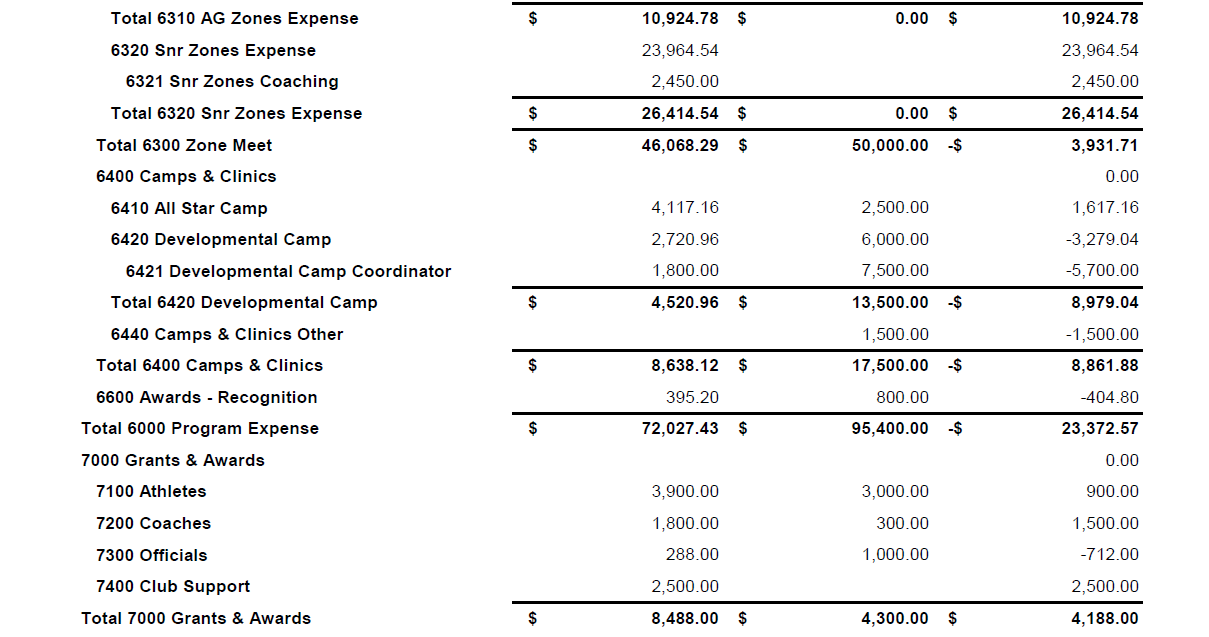 Total 6310 AG Zones Expense $ 10,924.78 $ 0.00 $ 10,924.78
6320 Snr Zones Expense 23,964.54 23,964.54
6321 Snr Zones Coaching 2,450.00 2,450.00
Total 6320 Snr Zones Expense $ 26,414.54 $ 0.00 $ 26,414.54
Total 6300 Zone Meet $ 46,068.29 $ 50,000.00 -$ 3,931.71
6400 Camps & Clinics 0.00
6410 All Star Camp 4,117.16 2,500.00 1,617.16
6420 Developmental Camp 2,720.96 6,000.00 -3,279.04
6421 Developmental Camp Coordinator 1,800.00 7,500.00 -5,700.00
Total 6420 Developmental Camp $ 4,520.96 $ 13,500.00 -$ 8,979.04
6440 Camps & Clinics Other 1,500.00 -1,500.00
Total 6400 Camps & Clinics $ 8,638.12 $ 17,500.00 -$ 8,861.88
6600 Awards - Recognition 395.20 800.00 -404.80
Total 6000 Program Expense $ 72,027.43 $ 95,400.00 -$ 23,372.57
7000 Grants & Awards 0.00
7100 Athletes 3,900.00 3,000.00 900.00
7200 Coaches 1,800.00 300.00 1,500.00
7300 Officials 288.00 1,000.00 -712.00
7400 Club Support 2,500.00 2,500.00
Total 7000 Grants & Awards $ 8,488.00 $ 4,300.00 $ 4,188.00